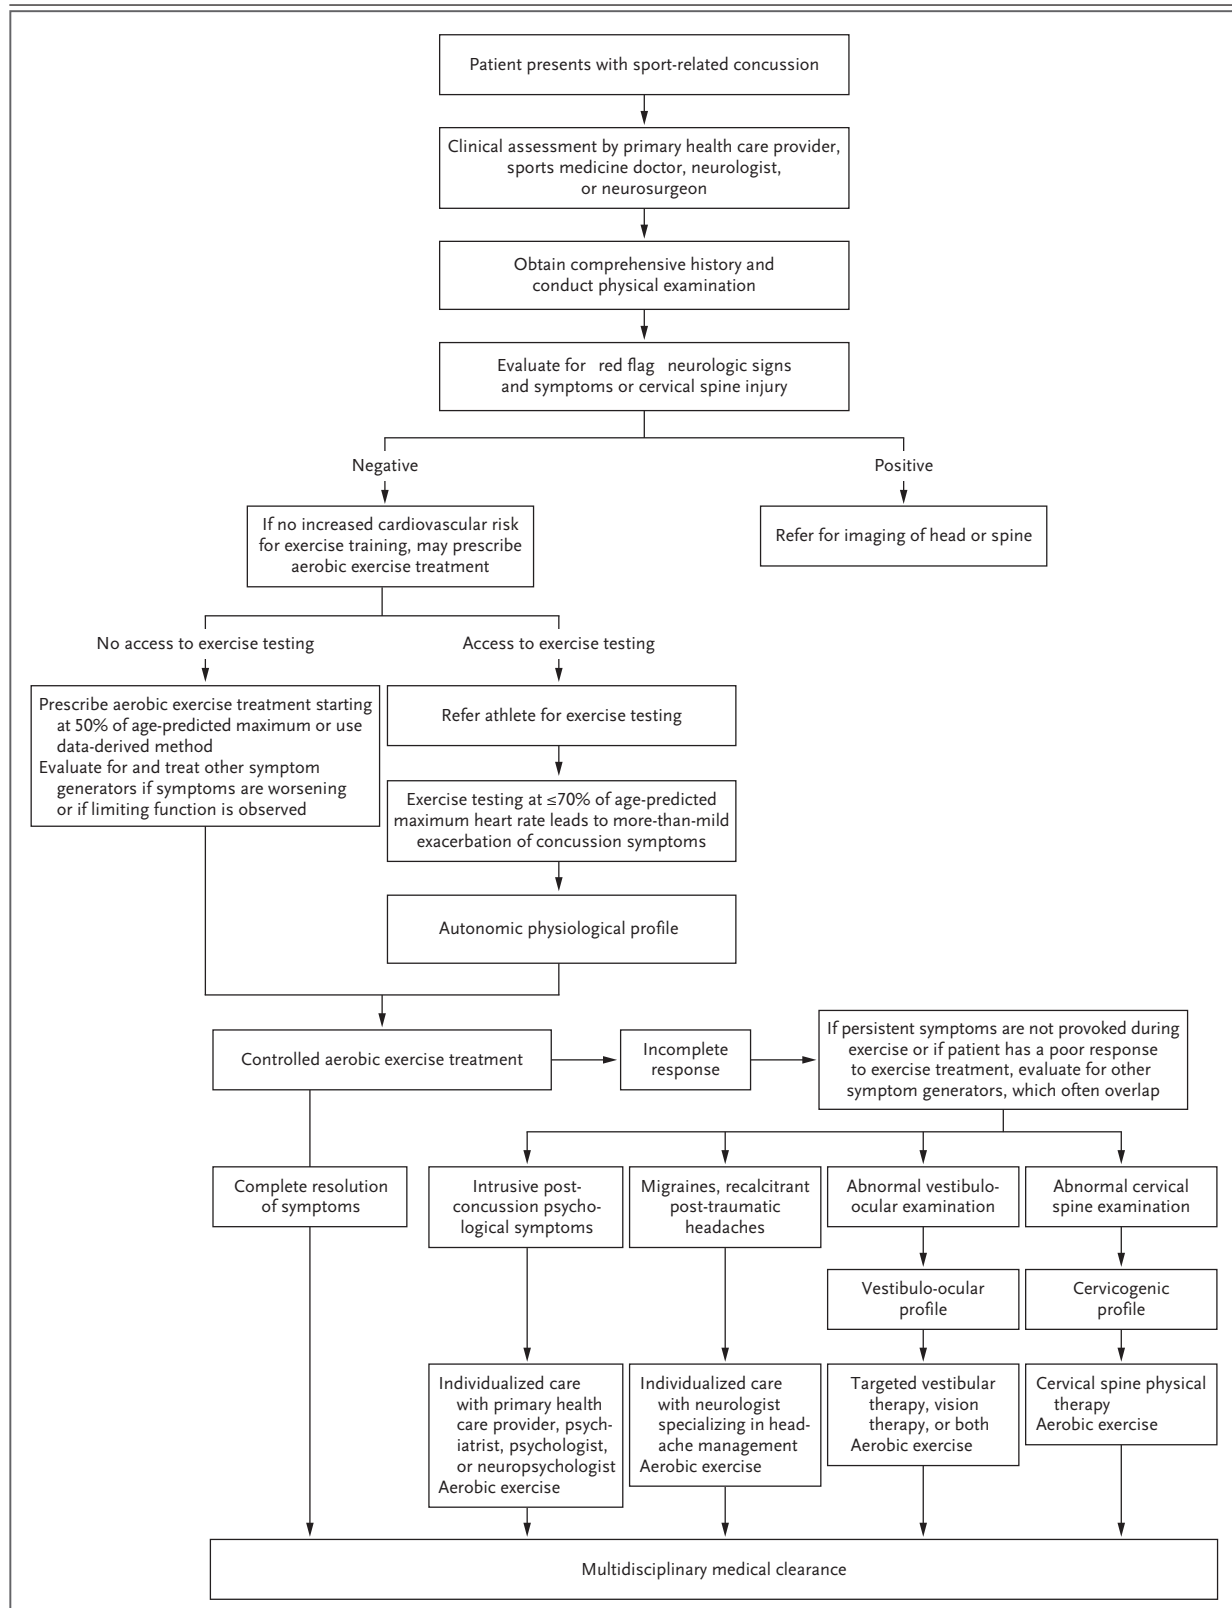 Patient presents with sport-related concussion
Clinical assessment by primary health care provider,
sports medicine doctor, neurologist,
or neurosurgeon
Obtain comprehensive history and
conduct physical examination
Evaluate for red flag neurologic signs
and symptoms or cervical spine injury
Negative
Positive
If no increased cardiovascular risk
for exercise training, may prescribe
aerobic exercise treatment
Refer for imaging of head or spine
No access to exercise testing
Access to exercise testing
Prescribe aerobic exercise treatment starting
at 50% of age-predicted maximum or use
data-derived method
Evaluate for and treat other symptom
generators if symptoms are worsening
or if limiting function is observed
Refer athlete for exercise testing
Exercise testing at ≤70% of age-predicted
maximum heart rate leads to more-than-mild
exacerbation of concussion symptoms
Autonomic physiological profile
Controlled aerobic exercise treatment
Incomplete
response
If persistent symptoms are not provoked during
exercise or if patient has a poor response
to exercise treatment, evaluate for other
symptom generators, which often overlap
Complete resolution
of symptoms
Intrusive post-
concussion psycho-
logical symptoms
Migraines, recalcitrant
post-traumatic
headaches
Abnormal vestibulo-
ocular examination
Abnormal cervical
spine examination
Vestibulo-ocular
profile
Cervicogenic
profile
Individualized care
with primary health
care provider, psych-
iatrist, psychologist,
or neuropsychologist
Aerobic exercise
Individualized care
with neurologist
specializing in head-
ache management
Aerobic exercise
Targeted vestibular
therapy, vision
therapy, or both
Aerobic exercise
Cervical spine physical
therapy
Aerobic exercise
Multidisciplinary medical clearance